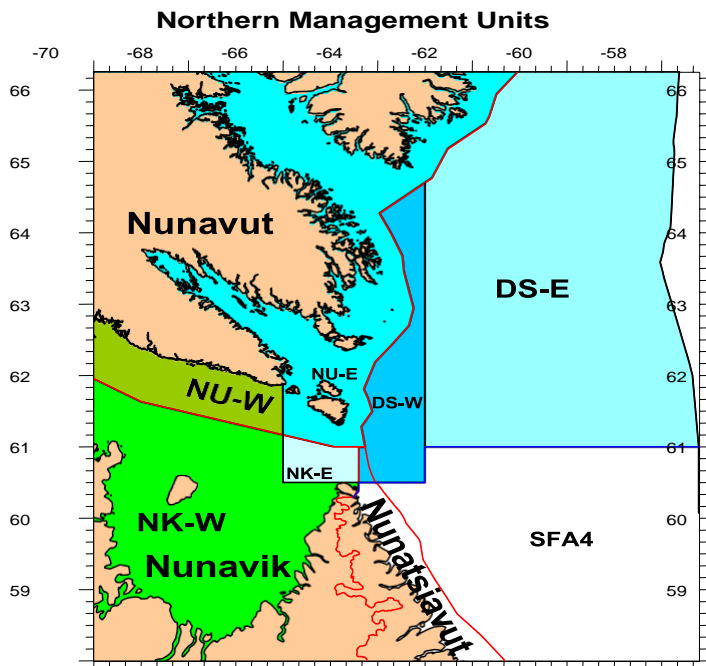 Northern Management Units
-70 -68 -66 -64 -62 -60 -58
66 66
65 65
Nunavut
64 64
DS-E
63 63
NU-E
62 62
NU-W
DS-W
61 61
NK-E
NK-W
60 60
SFA4
Nunavik
Nunatsiavut
59 59